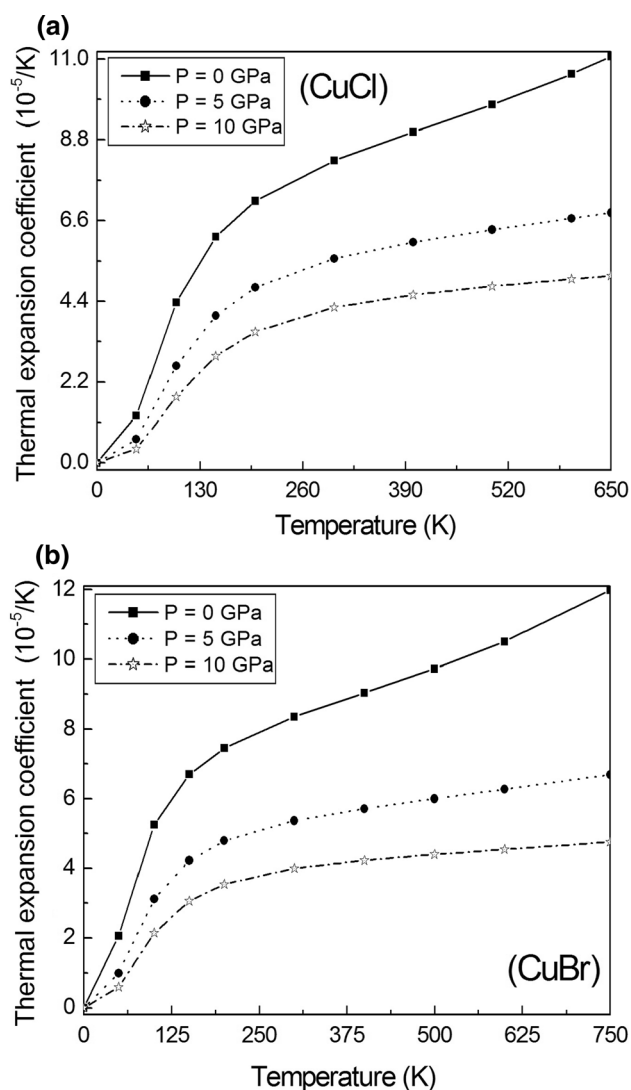 (a)
11.0
8.8
6.6
4.4
2.2
0.0
Thermal expansion coefficient (10⁻⁵/K)
P = 0 GPa
P = 5 GPa
P = 10 GPa
(CuCl)
0 130 260 390 520 650
Temperature (K)
(b)
12
10
8
6
4
2
0
Thermal expansion coefficient (10⁻⁵/K)
P = 0 GPa
P = 5 GPa
P = 10 GPa
(CuBr)
0 125 250 375 500 625 750
Temperature (K)